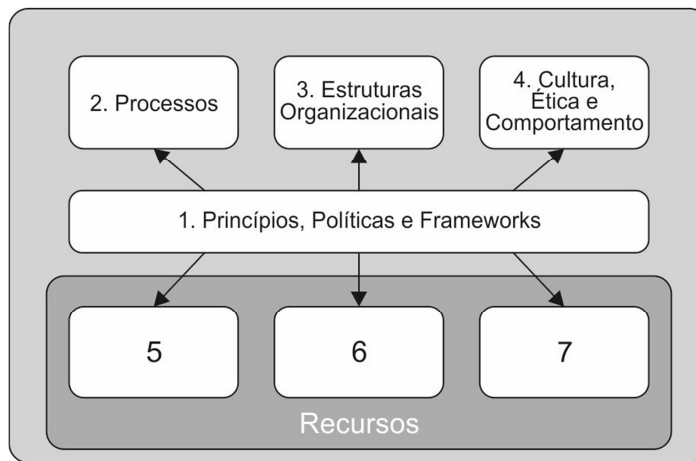 2. Processos
3. Estruturas
Organizacionais
4. Cultura,
Ética e
Comportamento
1. Princípios, Políticas e Frameworks
5
6
7
Recursos